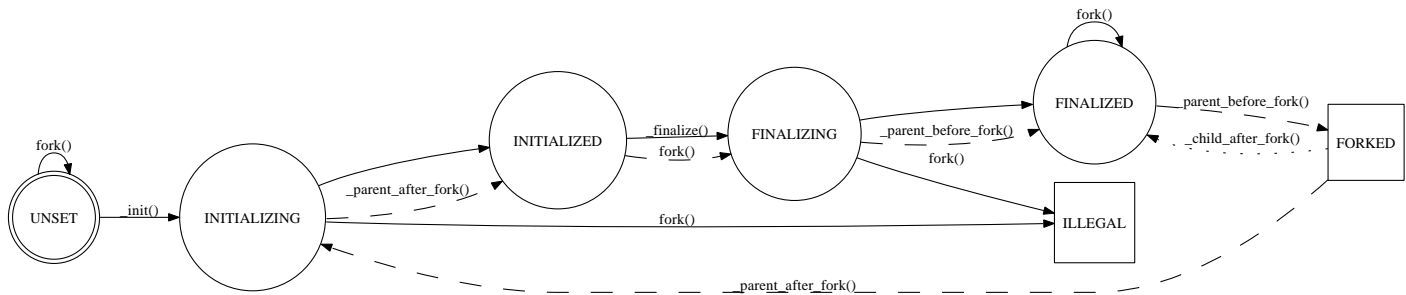 fork()
UNSET
_init()
INITIALIZING
_parent_after_fork()
fork()
INITIALIZED
_finalize()
fork()
FINALIZING
_parent_before_fork()
fork()
ILLEGAL
fork()
FINALIZED
_parent_before_fork()
_child_after_fork()
FORKED
_parent_after_fork()